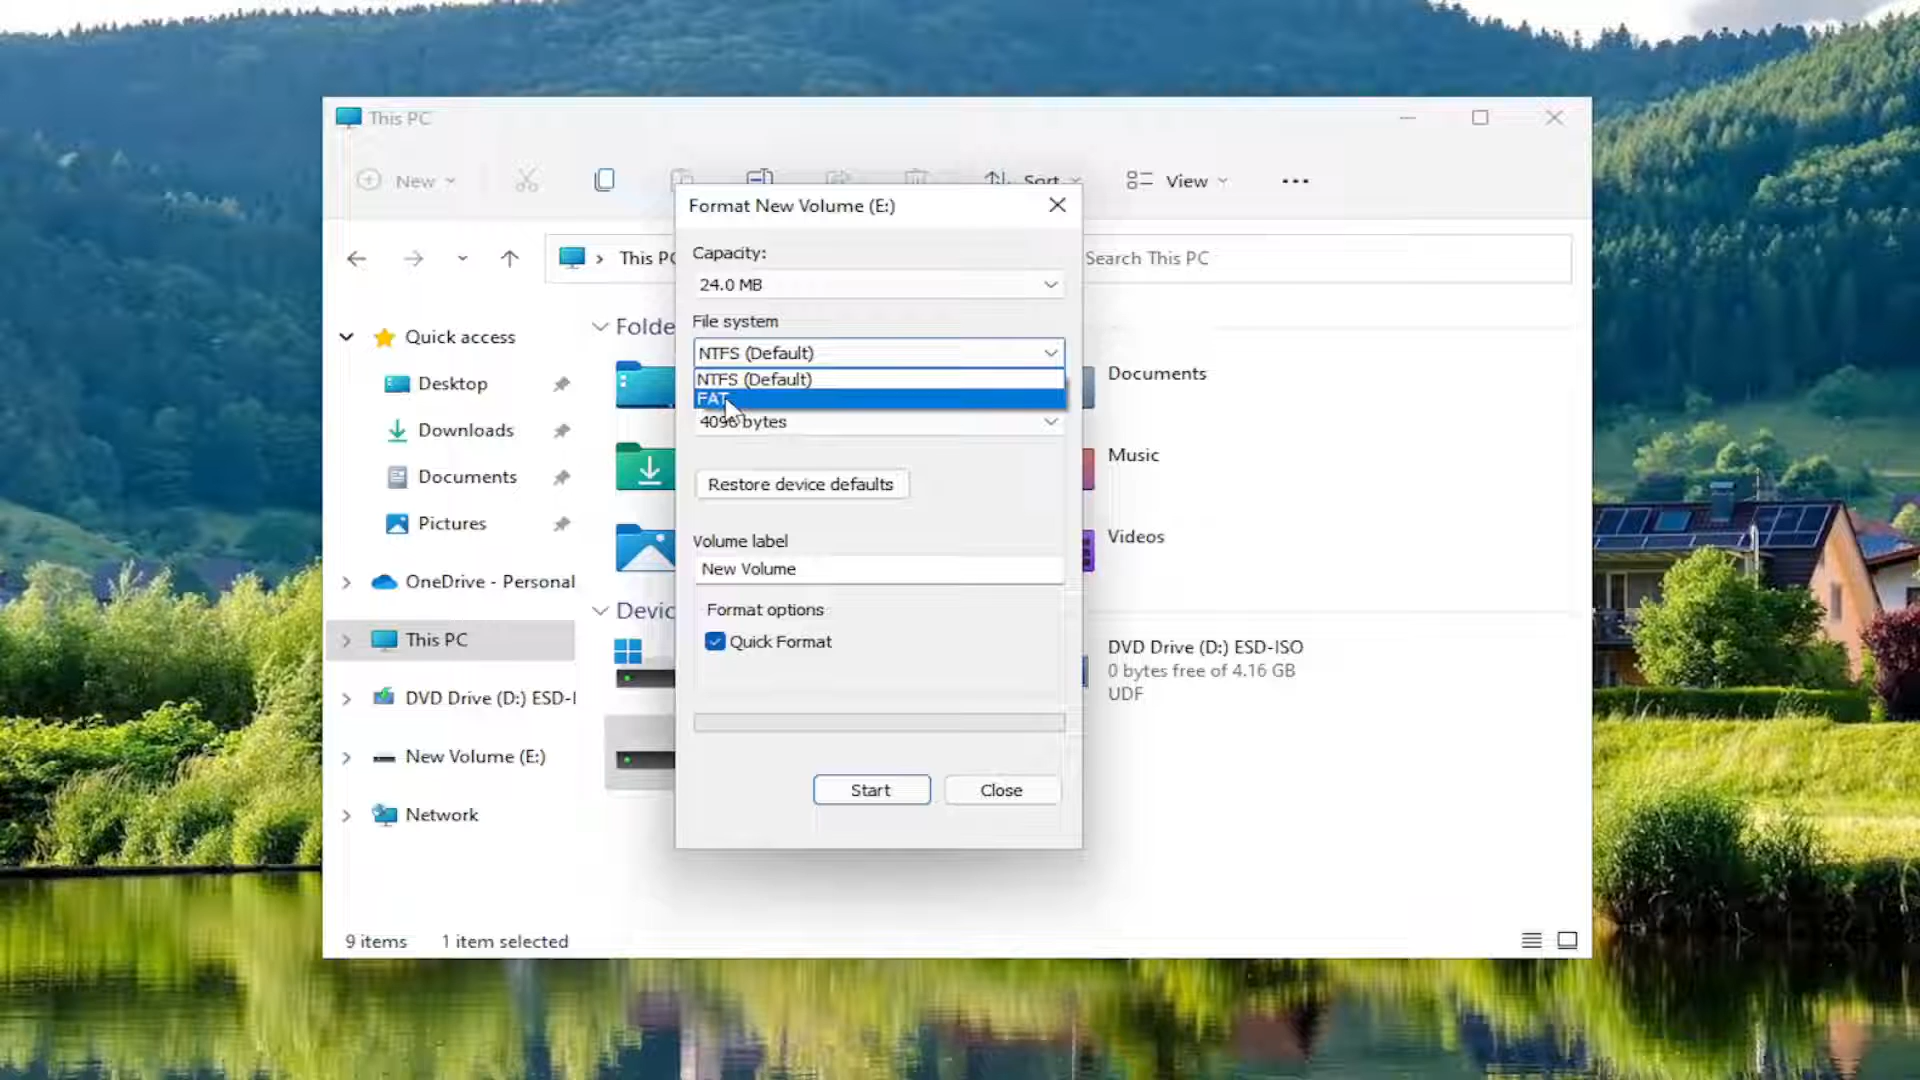 This PC
New
Sort
View
Format New Volume (E:)
This PC
Search This PC
Capacity:
24.0 MB
File system
NTFS (Default)
NTFS (Default)
FAT
4096 bytes
Restore device defaults
Volume label
New Volume
Format options
Quick Format
Start
Close
Quick access
Desktop
Downloads
Documents
Pictures
OneDrive - Personal
This PC
DVD Drive (D:) ESD-I
New Volume (E:)
Network
Folde
Documents
Music
Videos
Devic
DVD Drive (D:) ESD-ISO
0 bytes free of 4.16 GB
UDF
9 items
1 item selected